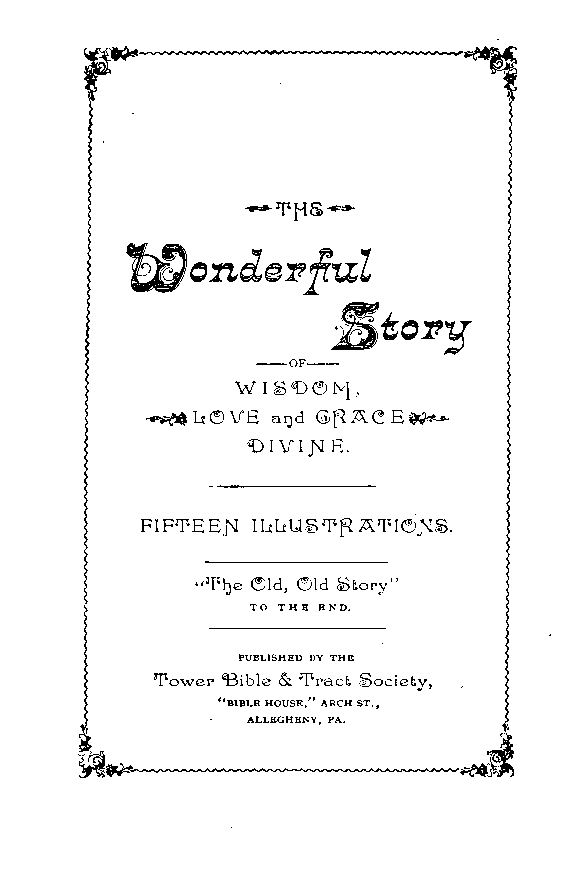 THE
Wonderful
Story
OF
WISDOM,
LOVE and GRACE
DIVINE.
FIFTEEN ILLUSTRATIONS.
"The Old, Old Story"
TO THE END.
PUBLISHED BY THE
Tower Bible & Tract Society,
"BIBLE HOUSE," ARCH ST.,
ALLEGHENY, PA.